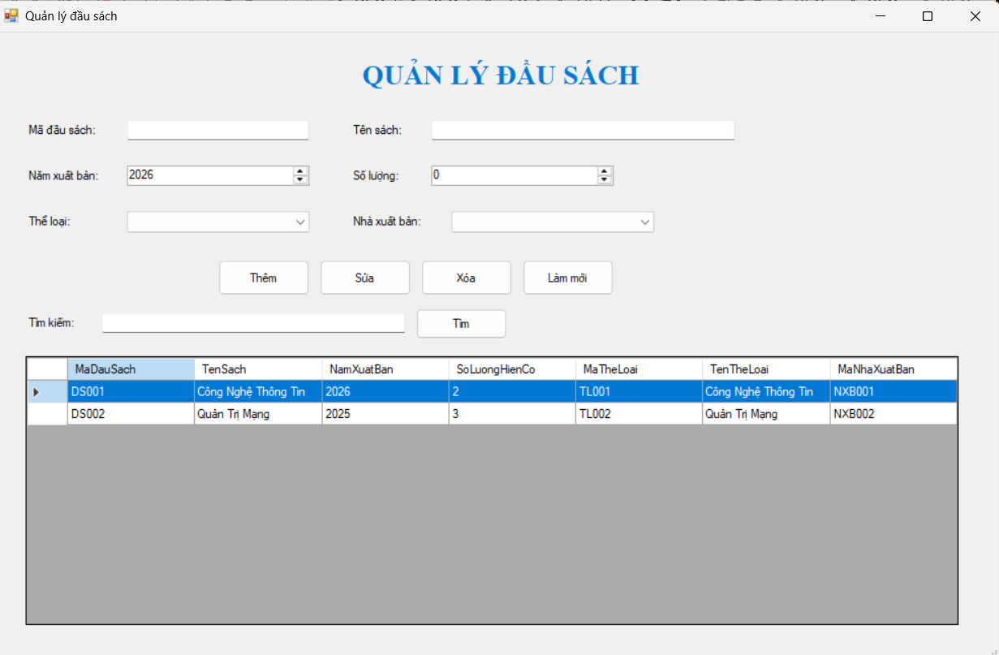 Quản lý đầu sách
QUẢN LÝ ĐẦU SÁCH
Mã đầu sách: Tên sách:
Năm xuất bản: 2026 Số lượng: 0
Thể loại: Nhà xuất bản:
Thêm Sửa Xóa Làm mới
Tìm kiếm: Tìm
MaDauSach TenSach NamXuatBan SoLuongHienCo MaTheLoai TenTheLoai MaNhaXuatBan
DS001 Công Nghệ Thông Tin 2026 2 TL001 Công Nghệ Thông Tin NXB001
DS002 Quản Trị Mạng 2025 3 TL002 Quản Trị Mạng NXB002